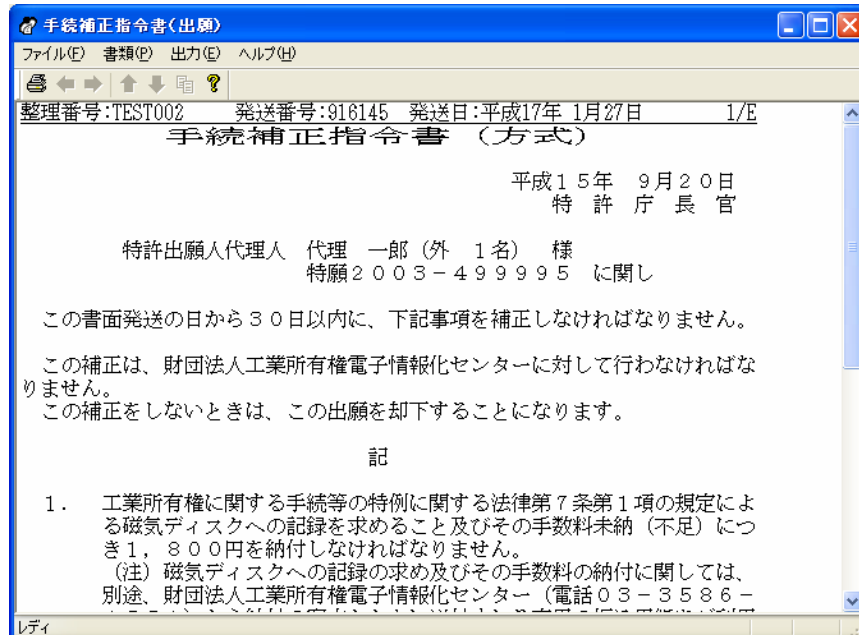 手続補正指令書(出願)
ファイル(F) 書類(P) 出力(E) ヘルプ(H)
整理番号:TEST002 発送番号:916145 発送日:平成17年 1月27日 1/E
手続補正指令書（方式）
平成１５年 ９月２０日
特 許 庁 長 官
特許出願人代理人 代理 一郎（外 １名） 様
特願２００３－４９９９９５ に関し
この書面発送の日から３０日以内に、下記事項を補正しなければなりません。
この補正は、財団法人工業所有権電子情報化センターに対して行わなければな
りません。
この補正をしないときは、この出願を却下することになります。
記
１． 工業所有権に関する手続等の特例に関する法律第７条第１項の規定によ
る磁気ディスクへの記録を求めること及びその手数料未納（不足）につ
き１，８００円を納付しなければなりません。
（注）磁気ディスクへの記録の求め及びその手数料の納付に関しては、
別途、財団法人工業所有権電子情報化センター（電話０３－３５８６－
レディ